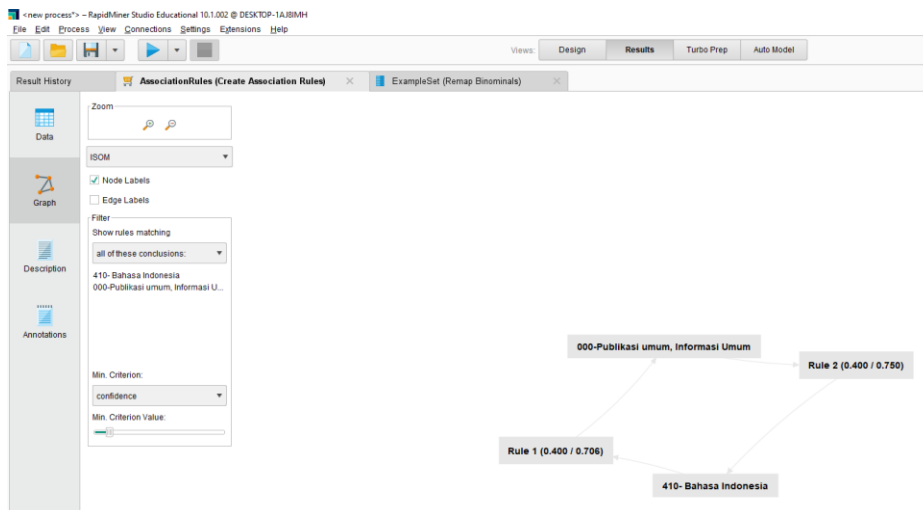 <new process*> – RapidMiner Studio Educational 10.1.002 @ DESKTOP-1AJ8IMH
File Edit Process View Connections Settings Extensions Help
Views: Design Results Turbo Prep Auto Model
Result History AssociationRules (Create Association Rules) ExampleSet (Remap Binominals)
Data
Graph
Description
Annotations
Zoom
ISOM
Node Labels
Edge Labels
Filter
Show rules matching
all of these conclusions:
410- Bahasa Indonesia
000-Publikasi umum, Informasi U...
Min. Criterion:
confidence
Min. Criterion Value:
000-Publikasi umum, Informasi Umum
Rule 2 (0.400 / 0.750)
Rule 1 (0.400 / 0.706)
410- Bahasa Indonesia